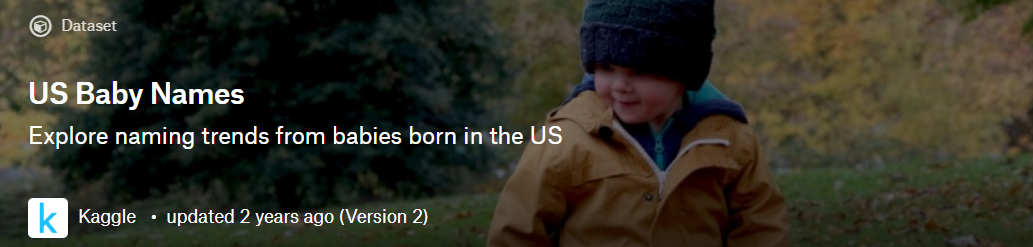 Dataset
US Baby Names
Explore naming trends from babies born in the US
k
Kaggle • updated 2 years ago (Version 2)